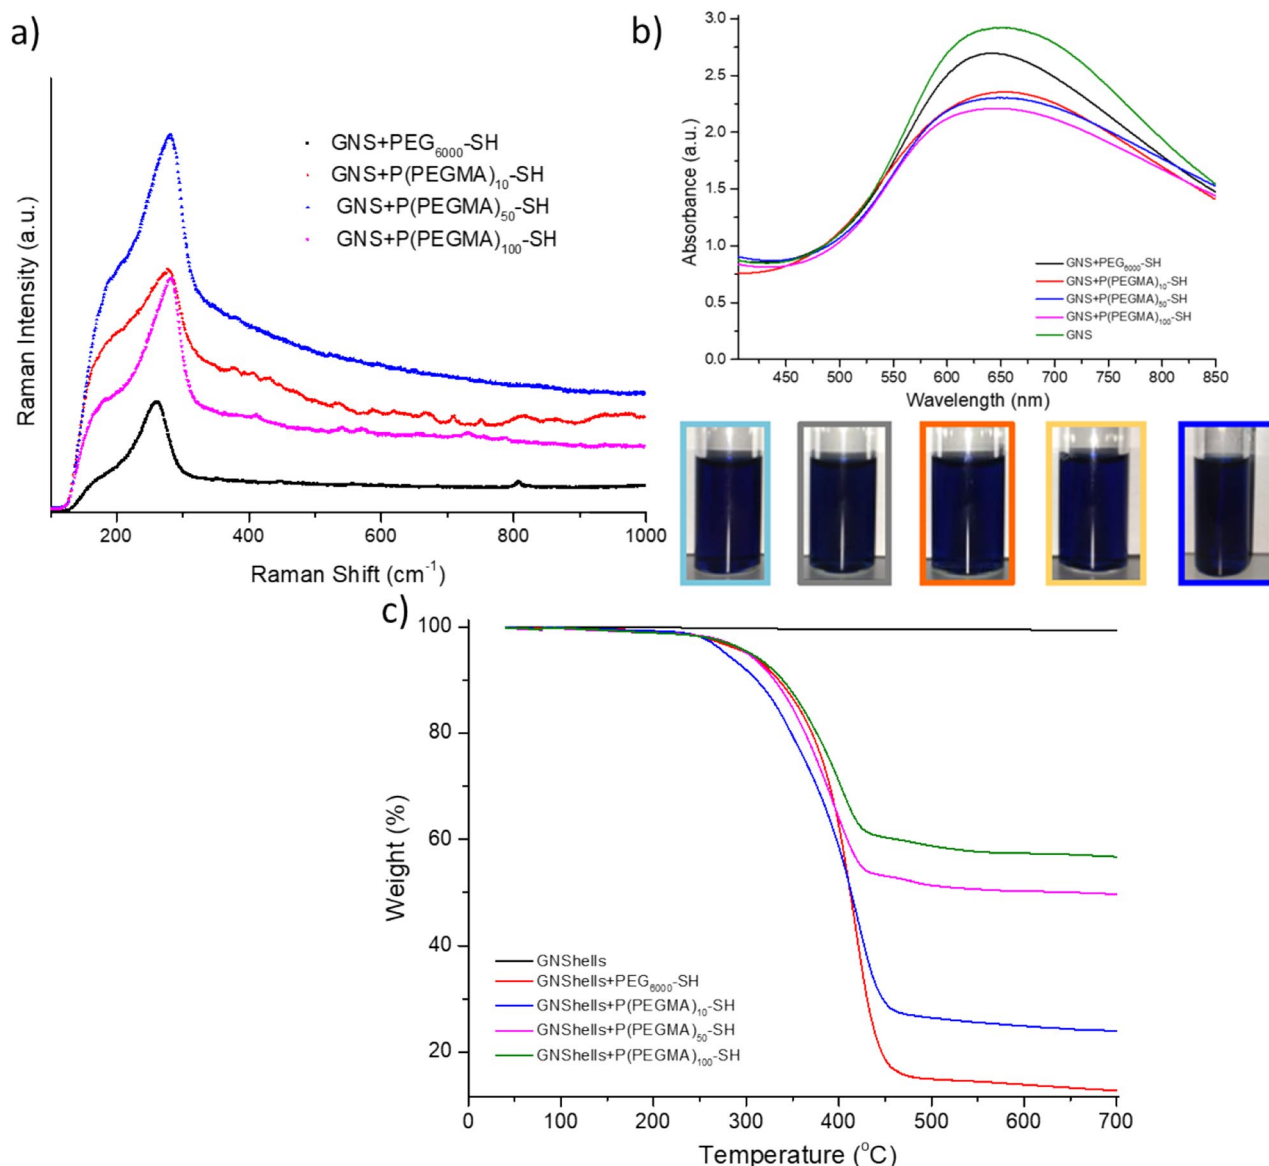 a)
Raman Intensity (a.u.)
GNS+PEG₆₀₀₀-SH
GNS+P(PEGMA)₁₀-SH
GNS+P(PEGMA)₅₀-SH
GNS+P(PEGMA)₁₀₀-SH
200 400 600 800 1000
Raman Shift (cm⁻¹)
b)
Absorbance (a.u.)
3.0
2.5
2.0
1.5
1.0
0.5
0.0
GNS+PEG₆₀₀₀-SH
GNS+P(PEGMA)₁₀-SH
GNS+P(PEGMA)₅₀-SH
GNS+P(PEGMA)₁₀₀-SH
GNS
450 500 550 600 650 700 750 800 850
Wavelength (nm)
c)
Weight (%)
100
80
60
40
20
GNShells
GNShells+PEG₆₀₀₀-SH
GNShells+P(PEGMA)₁₀-SH
GNShells+P(PEGMA)₅₀-SH
GNShells+P(PEGMA)₁₀₀-SH
0 100 200 300 400 500 600 700
Temperature (°C)